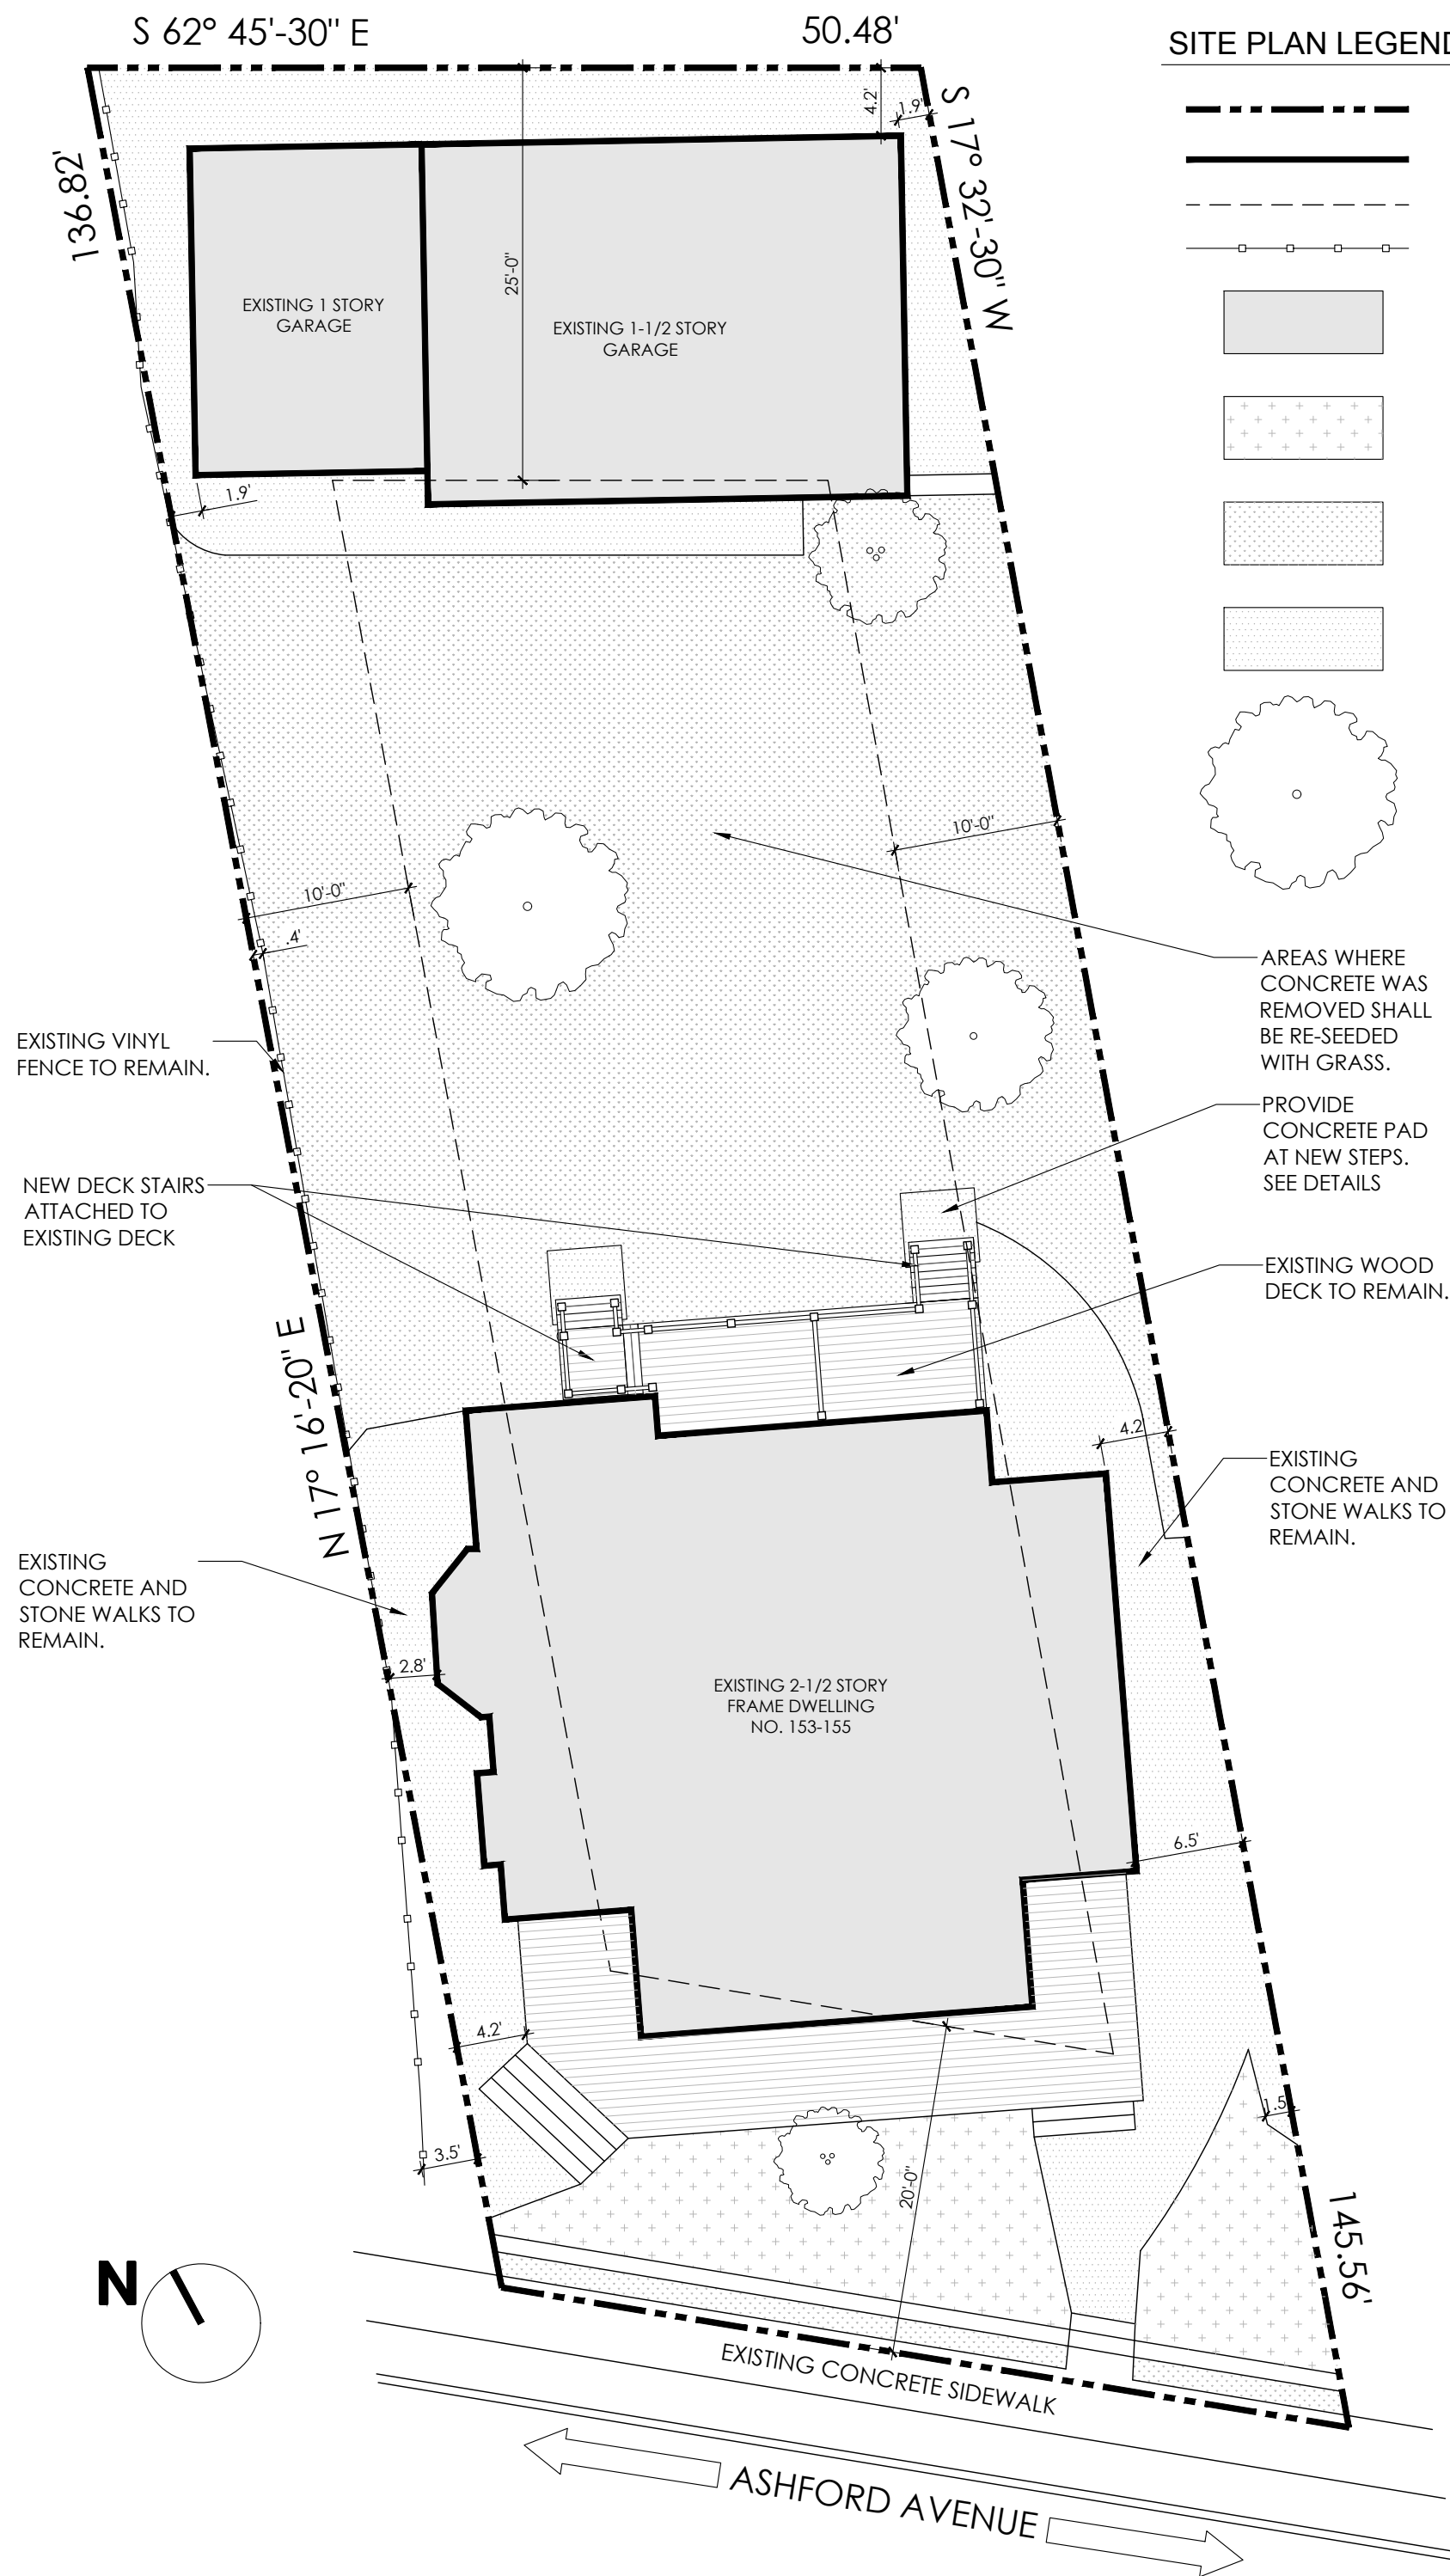 S 62° 45'-30" E
50.48'
SITE PLAN LEGEND
4.2'
1.9'
S 17° 32'-30" W
136.82'
25'-0"
EXISTING 1 STORY
GARAGE
EXISTING 1-1/2 STORY
GARAGE
1.9'
10'-0"
10'-0"
.4'
AREAS WHERE
CONCRETE WAS
REMOVED SHALL
BE RE-SEEDED
WITH GRASS.
EXISTING VINYL
FENCE TO REMAIN.
PROVIDE
CONCRETE PAD
AT NEW STEPS.
SEE DETAILS
NEW DECK STAIRS
ATTACHED TO
EXISTING DECK
EXISTING WOOD
DECK TO REMAIN.
N 17° 16'-20" E
4.2'
EXISTING
CONCRETE AND
STONE WALKS TO
REMAIN.
EXISTING
CONCRETE AND
STONE WALKS TO
REMAIN.
2.8'
EXISTING 2-1/2 STORY
FRAME DWELLING
NO. 153-155
6.5'
4.2'
1.5'
3.5'
20'-0"
145.56'
N
EXISTING CONCRETE SIDEWALK
ASHFORD AVENUE